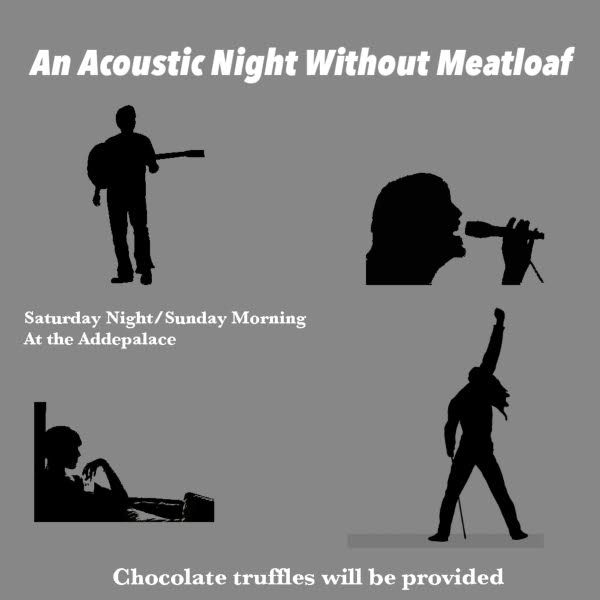 An Acoustic Night Without Meatloaf
Saturday Night/Sunday Morning
At the Addepalace
Chocolate truffles will be provided